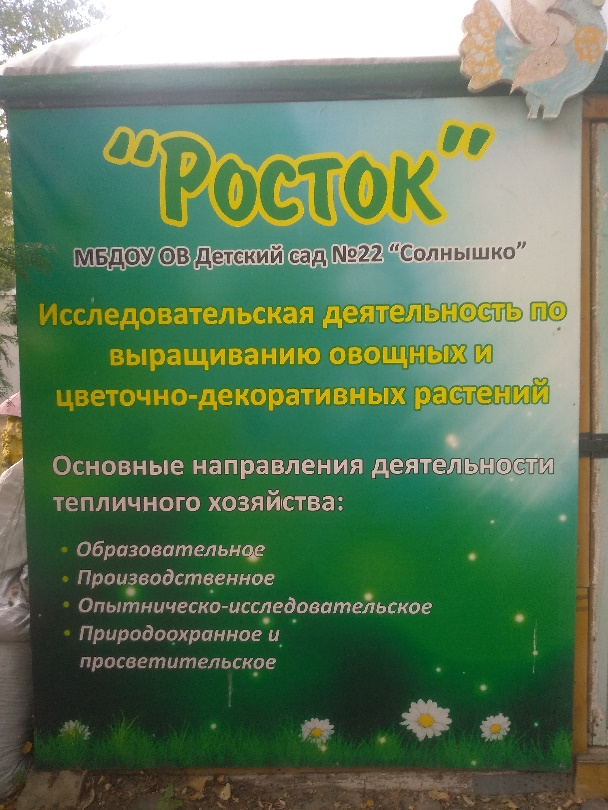 "Росток"
МБДОУ ОВ Детский сад №22 "Солнышко"
Исследовательская деятельность по
выращиванию овощных и
цветочно-декоративных растений
Основные направления деятельности
тепличного хозяйства:
• Образовательное
• Производственное
• Опытническо-исследовательское
• Природоохранное и
просветительское